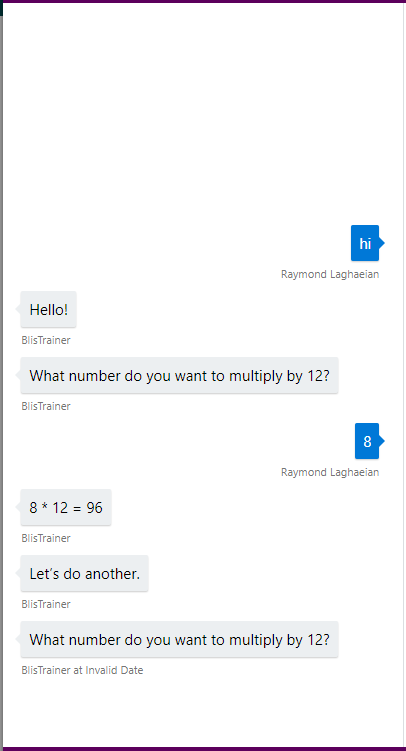 hi
Raymond Laghaeian
Hello!
BlisTrainer
What number do you want to multiply by 12?
BlisTrainer
8
Raymond Laghaeian
8 * 12 = 96
BlisTrainer
Let’s do another.
BlisTrainer
What number do you want to multiply by 12?
BlisTrainer at Invalid Date